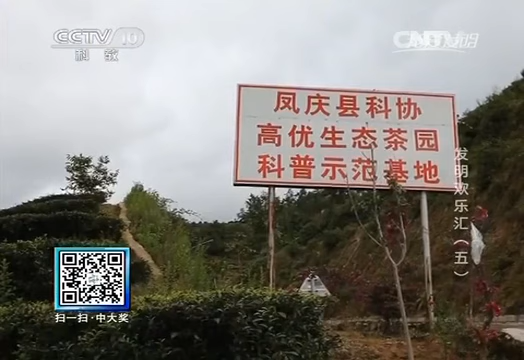 CCTV 10
科教
凤庆县科协
高优生态茶园
科普示范基地
发明欢乐汇（五）
扫一扫·中大奖